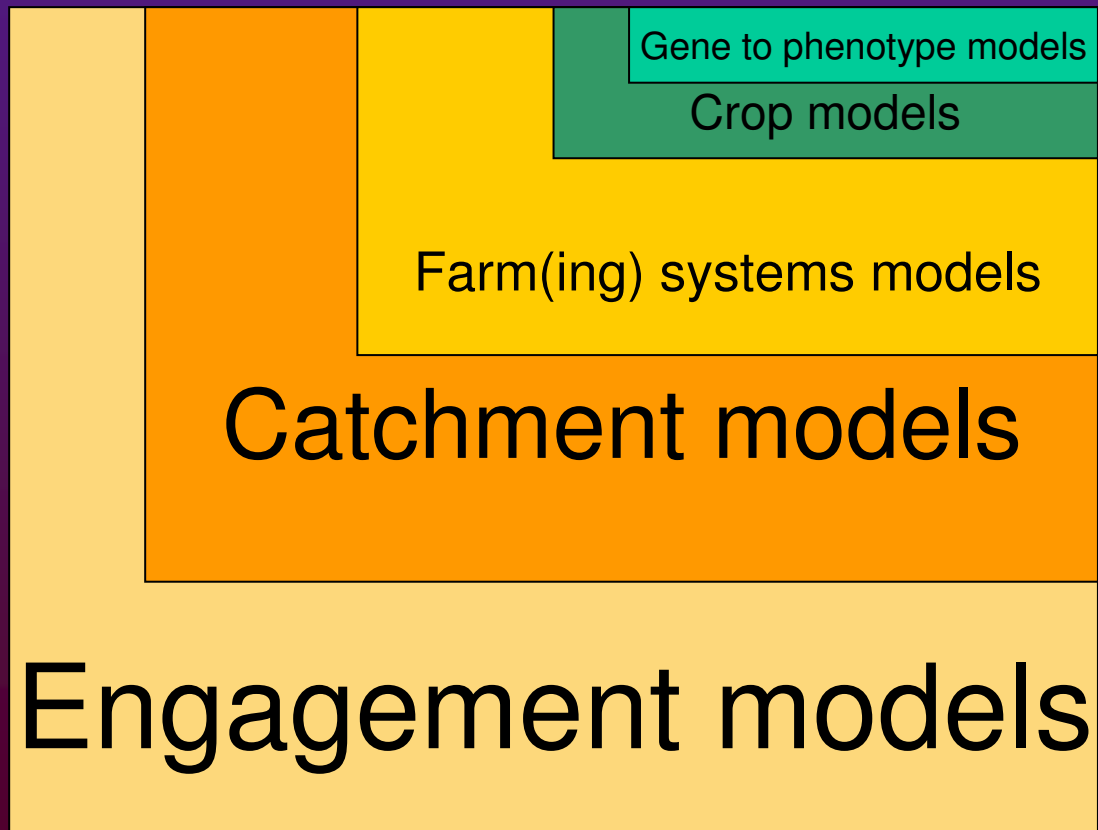 Gene to phenotype models
Crop models
Farm(ing) systems models
Catchment models
Engagement models